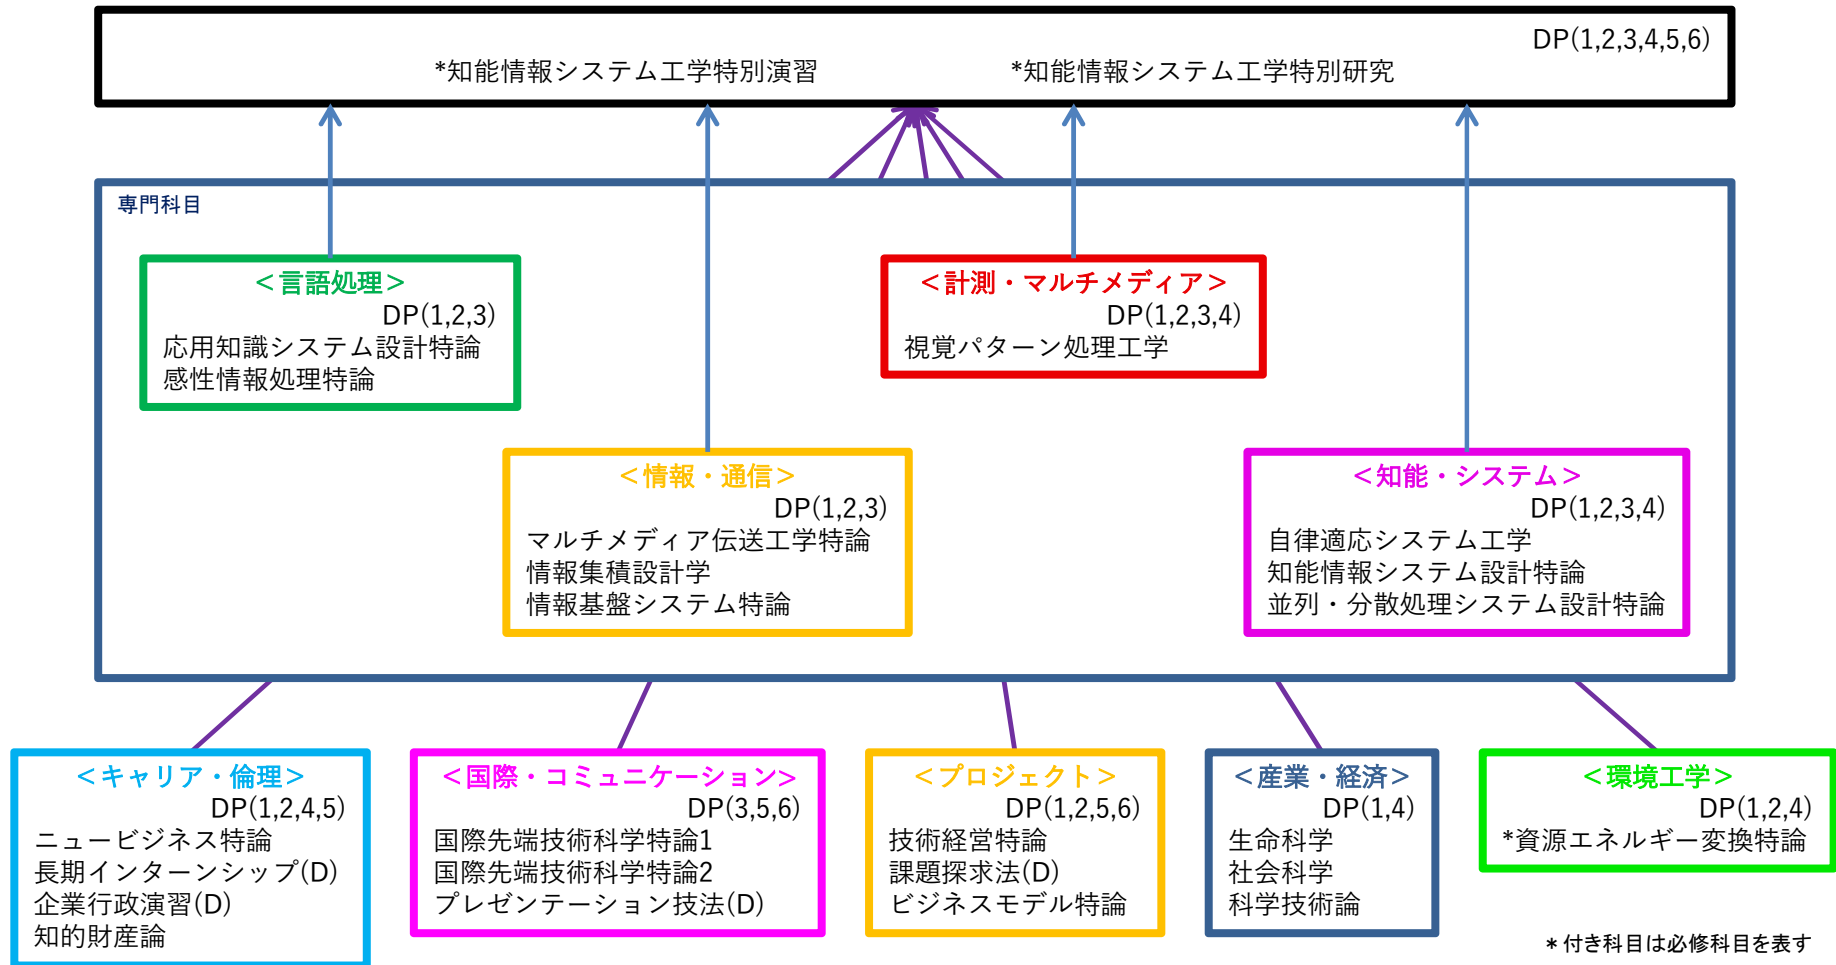 DP(1,2,3,4,5,6)
*知能情報システム工学特別演習
*知能情報システム工学特別研究
専門科目
＜言語処理＞
DP(1,2,3)
応用知識システム設計特論
感性情報処理特論
＜計測・マルチメディア＞
DP(1,2,3,4)
視覚パターン処理工学
＜情報・通信＞
DP(1,2,3)
マルチメディア伝送工学特論
情報集積設計学
情報基盤システム特論
＜知能・システム＞
DP(1,2,3,4)
自律適応システム工学
知能情報システム設計特論
並列・分散処理システム設計特論
＜キャリア・倫理＞
DP(1,2,4,5)
ニュービジネス特論
長期インターンシップ(D)
企業行政演習(D)
知的財産論
＜国際・コミュニケーション＞
DP(3,5,6)
国際先端技術科学特論1
国際先端技術科学特論2
プレゼンテーション技法(D)
＜プロジェクト＞
DP(1,2,5,6)
技術経営特論
課題探求法(D)
ビジネスモデル特論
＜産業・経済＞
DP(1,4)
生命科学
社会科学
科学技術論
＜環境工学＞
DP(1,2,4)
*資源エネルギー変換特論
* 付き科目は必修科目を表す